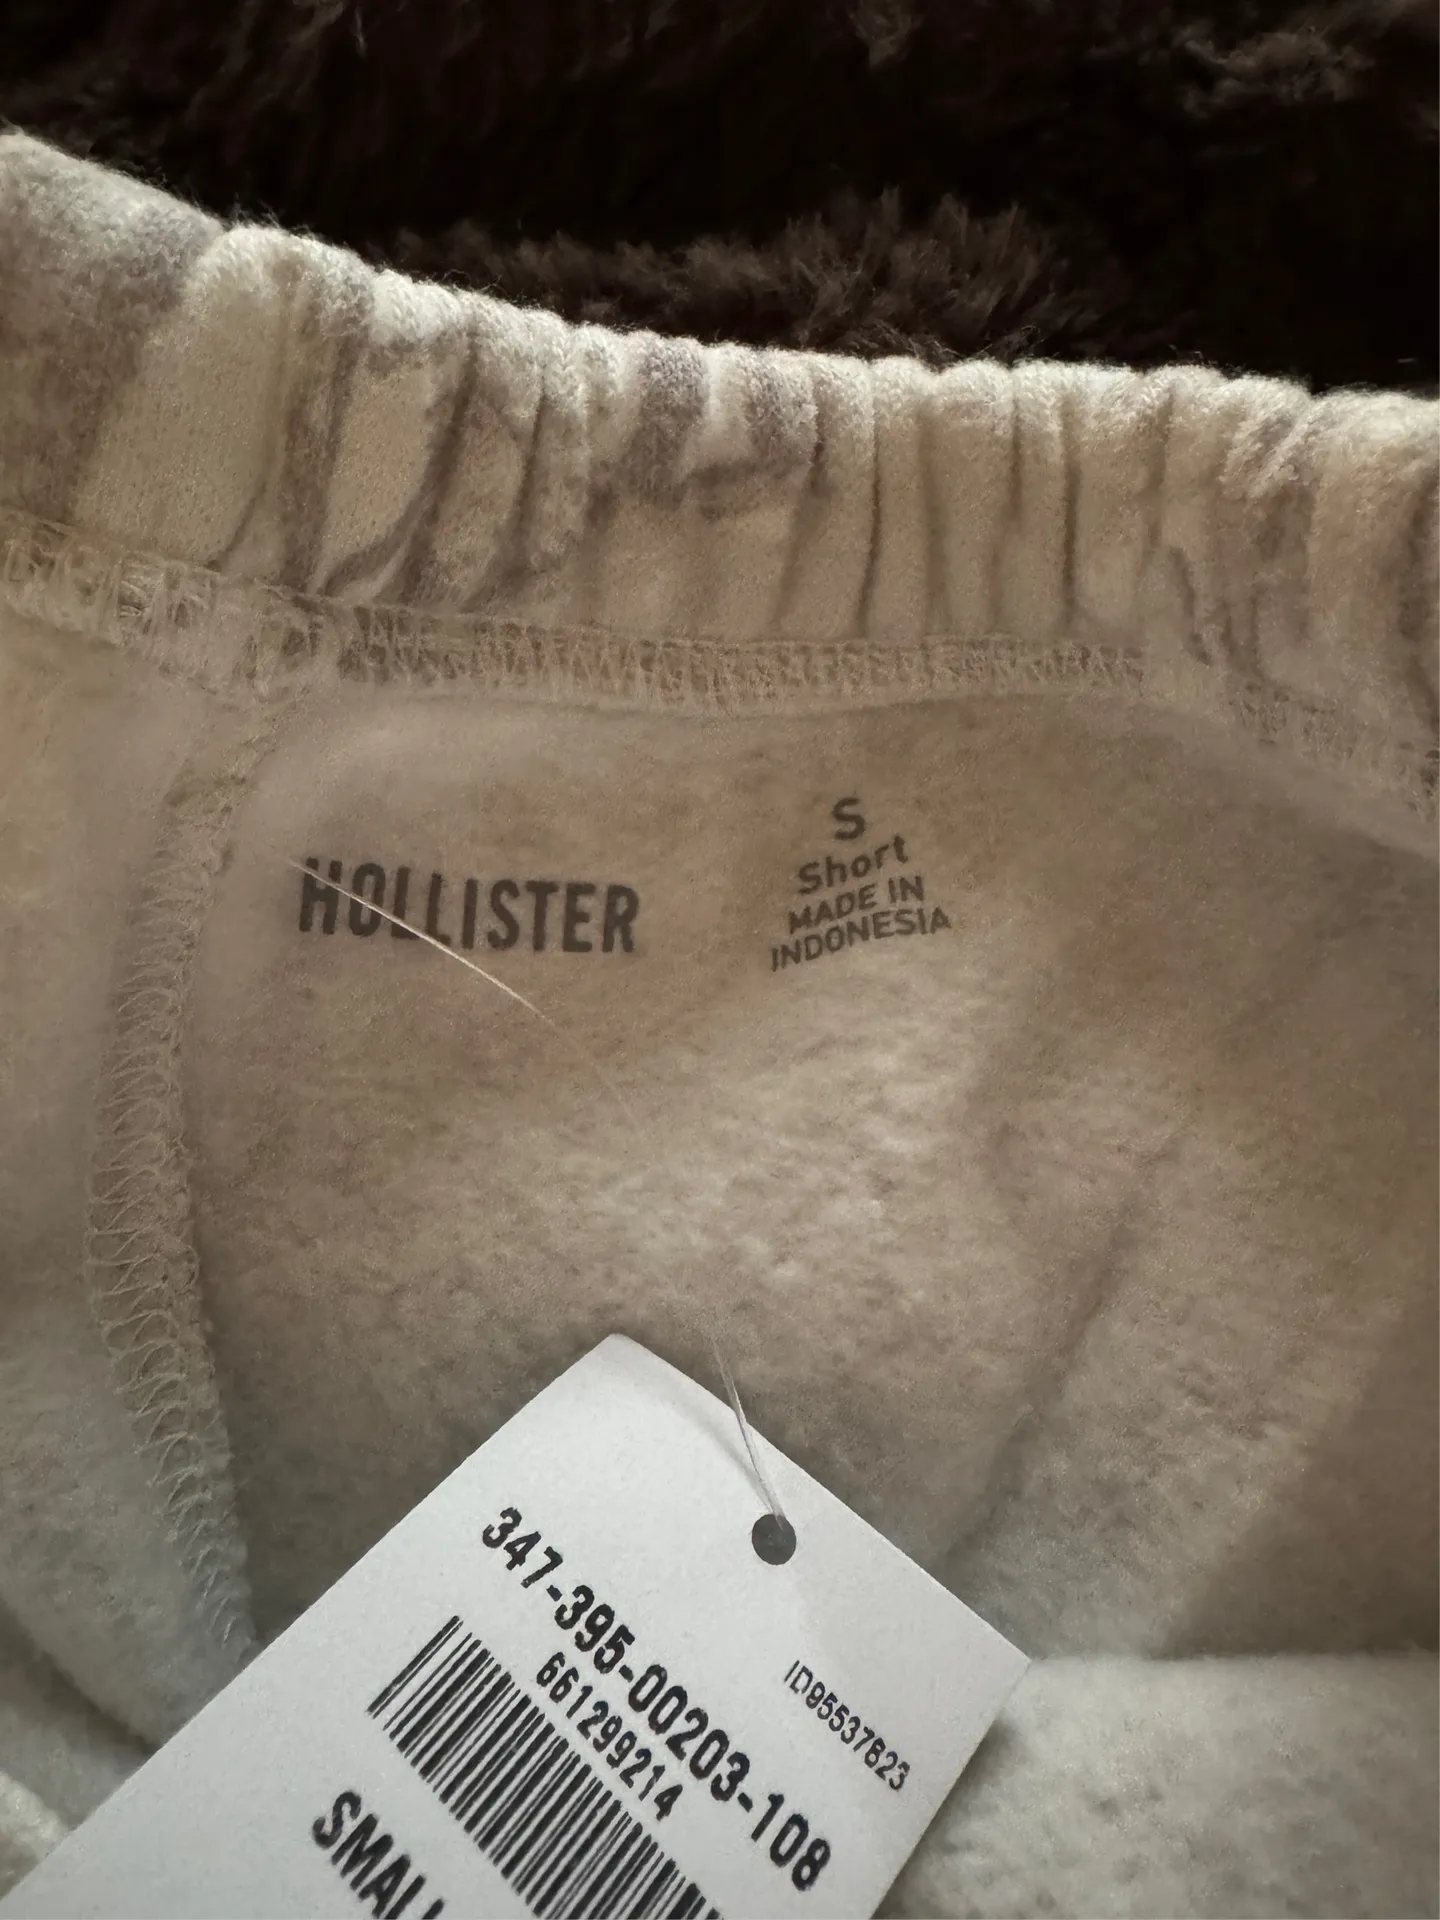 HOLLISTER
S
Short
MADE IN
INDONESIA
347-395-00203-108
661299214
ID95537823
SMALL